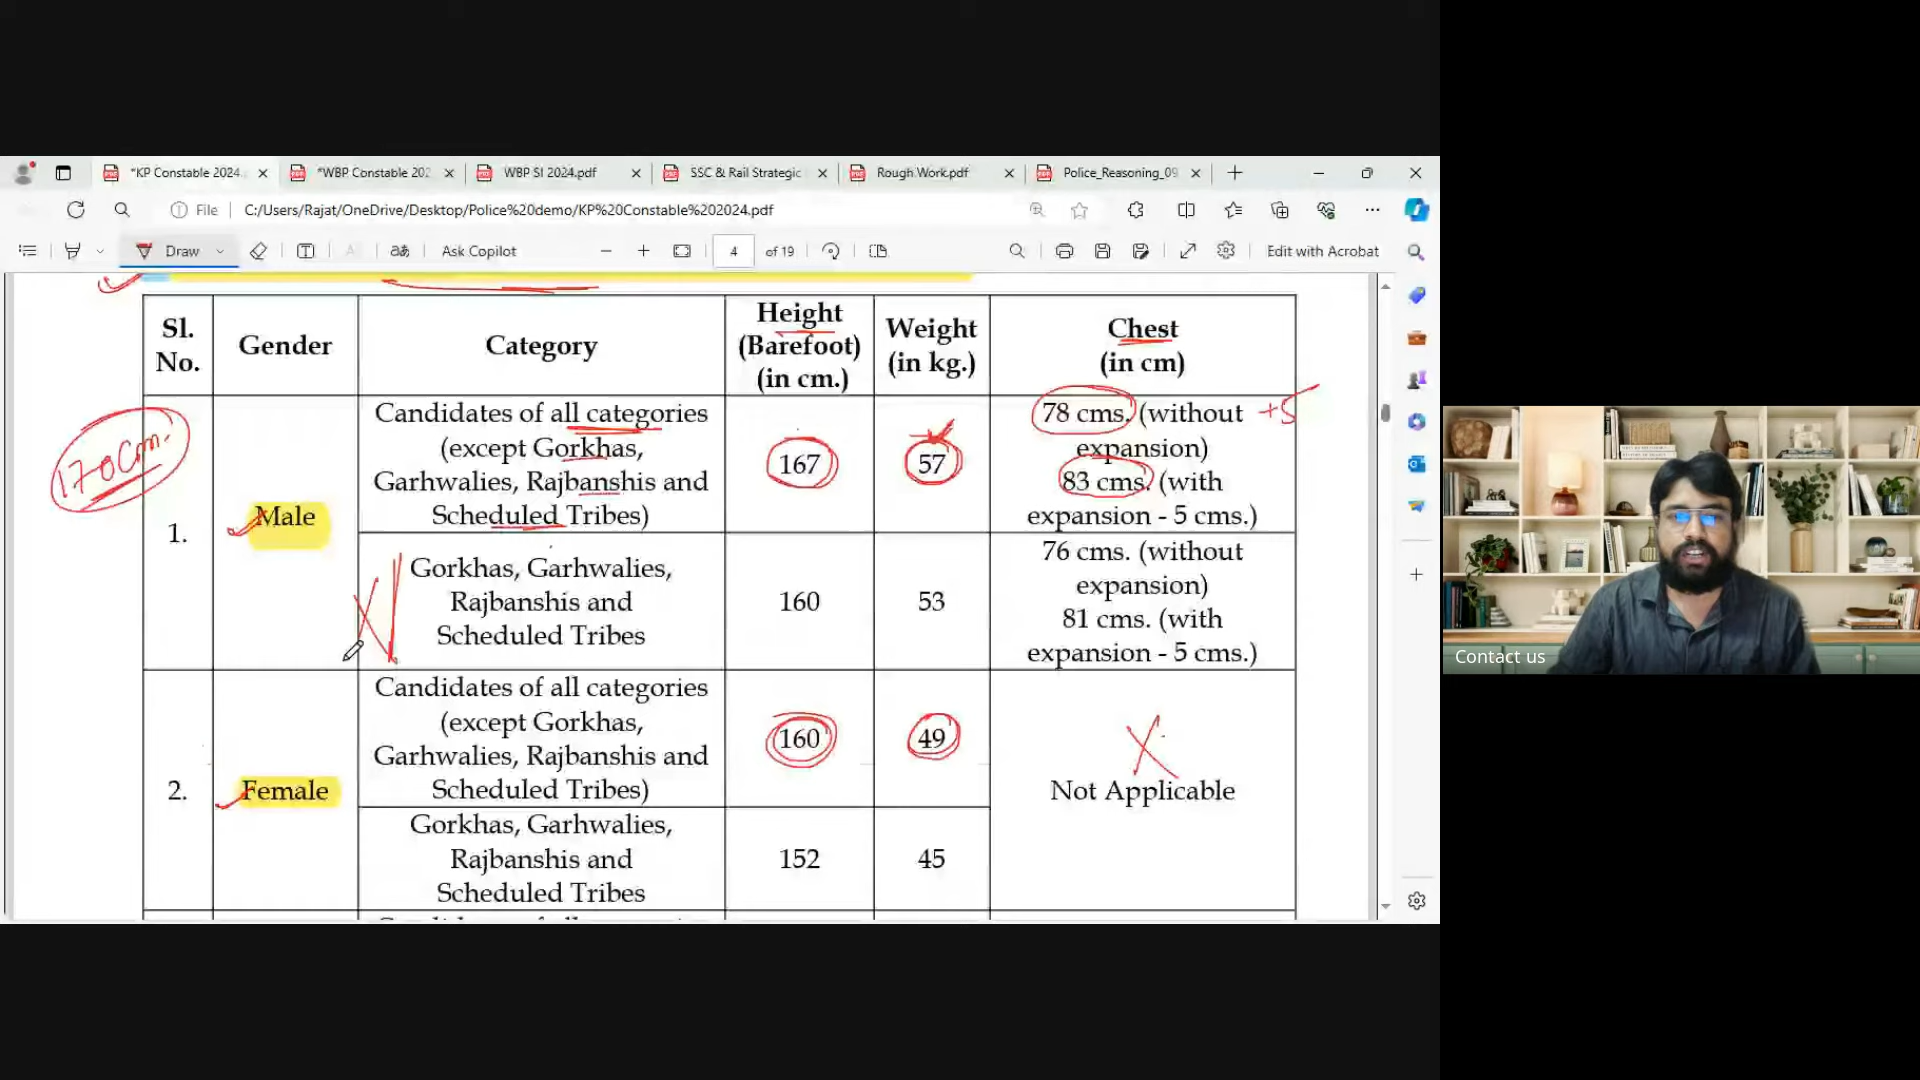 *KP Constable 2024.
*WBP Constable 202
WBP SI 2024.pdf
SSC & Rail Strategic
Rough Work.pdf
Police_Reasoning_09
File
C:/Users/Rajat/OneDrive/Desktop/Police%20demo/KP%20Constable%202024.pdf
Draw
Ask Copilot
4 of 19
Edit with Acrobat
Sl. No.
Gender
Category
Height (Barefoot) (in cm.)
Weight (in kg.)
Chest (in cm)
170cm.
1.
Male
Candidates of all categories
(except Gorkhas,
Garhwalies, Rajbanshis and
Scheduled Tribes)
167
57
78 cms. (without +5
expansion)
83 cms. (with
expansion - 5 cms.)
Gorkhas, Garhwalies,
Rajbanshis and
Scheduled Tribes
160
53
76 cms. (without
expansion)
81 cms. (with
expansion - 5 cms.)
2.
Female
Candidates of all categories
(except Gorkhas,
Garhwalies, Rajbanshis and
Scheduled Tribes)
160
49
Not Applicable
Gorkhas, Garhwalies,
Rajbanshis and
Scheduled Tribes
152
45
Contact us